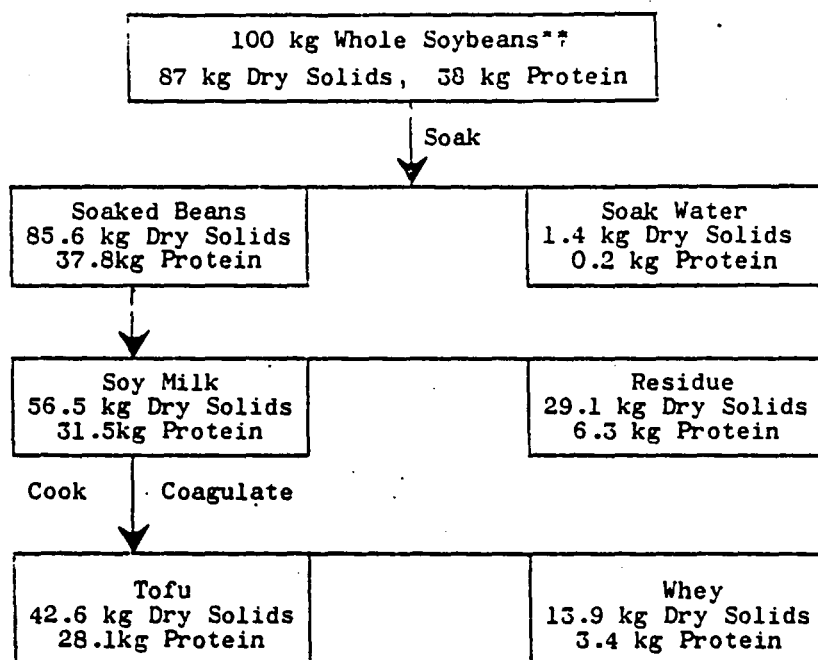 100 kg Whole Soybeans**
87 kg Dry Solids, 38 kg Protein
Soak
Soaked Beans
85.6 kg Dry Solids
37.8kg Protein
Soak Water
1.4 kg Dry Solids
0.2 kg Protein
Soy Milk
56.5 kg Dry Solids
31.5kg Protein
Residue
29.1 kg Dry Solids
6.3 kg Protein
Cook Coagulate
Tofu
42.6 kg Dry Solids
28.1kg Protein
Whey
13.9 kg Dry Solids
3.4 kg Protein